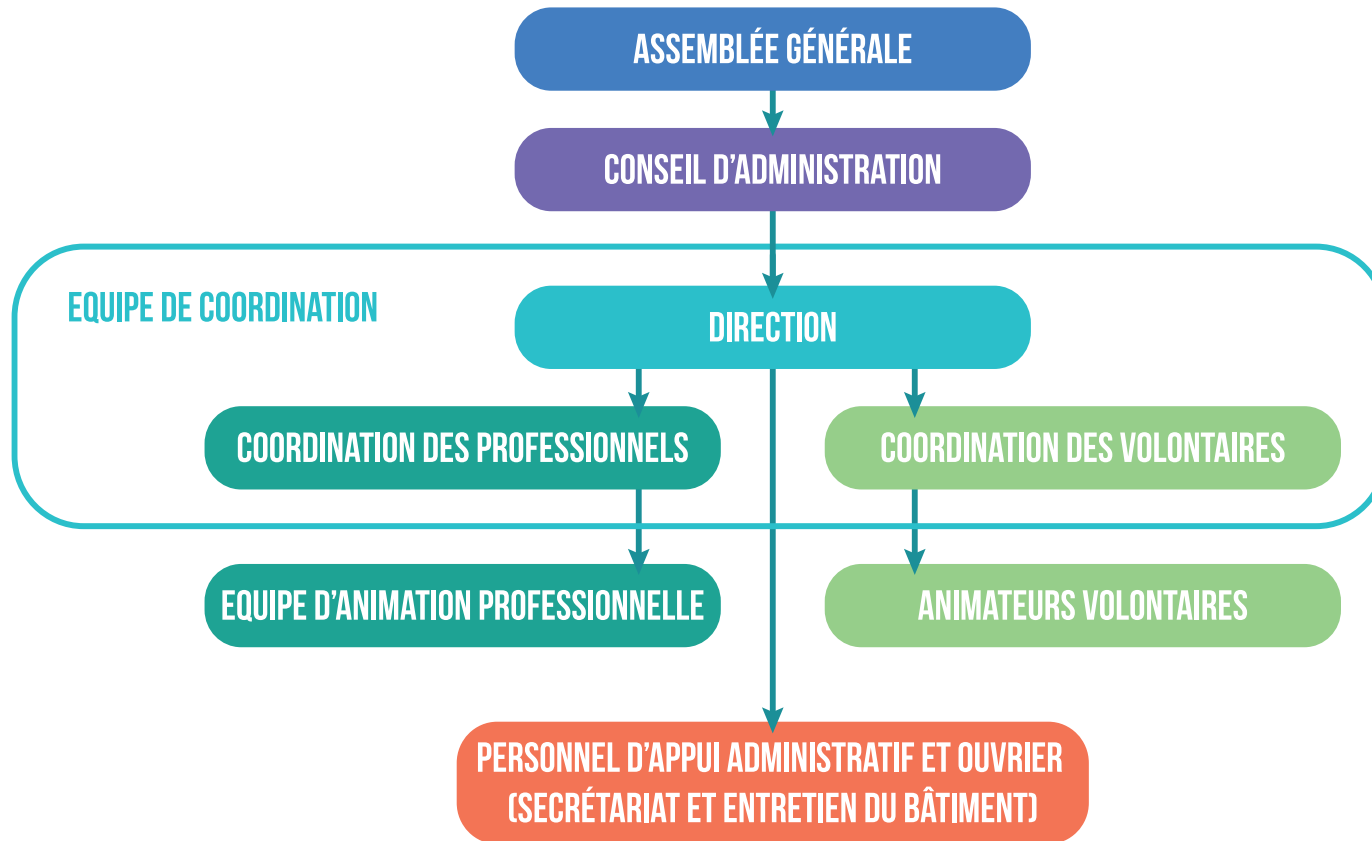 ASSEMBLÉE GÉNÉRALE
CONSEIL D'ADMINISTRATION
EQUIPE DE COORDINATION
DIRECTION
COORDINATION DES PROFESSIONNELS
COORDINATION DES VOLONTAIRES
EQUIPE D'ANIMATION PROFESSIONNELLE
ANIMATEURS VOLONTAIRES
PERSONNEL D'APPUI ADMINISTRATIF ET OUVRIER
(SECRÉTARIAT ET ENTRETIEN DU BÂTIMENT)